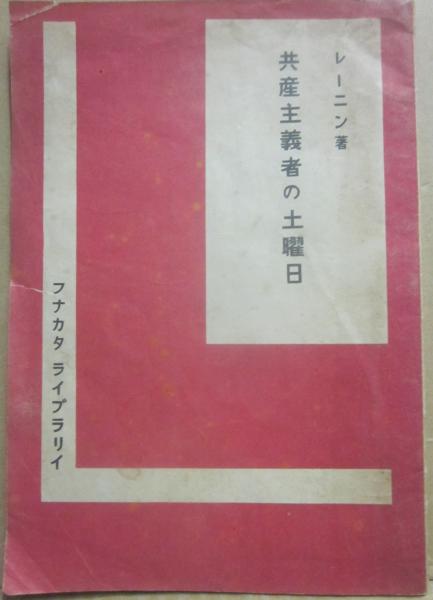 レーニン著
共産主義者の土曜日
フナカタ ライブラリイ